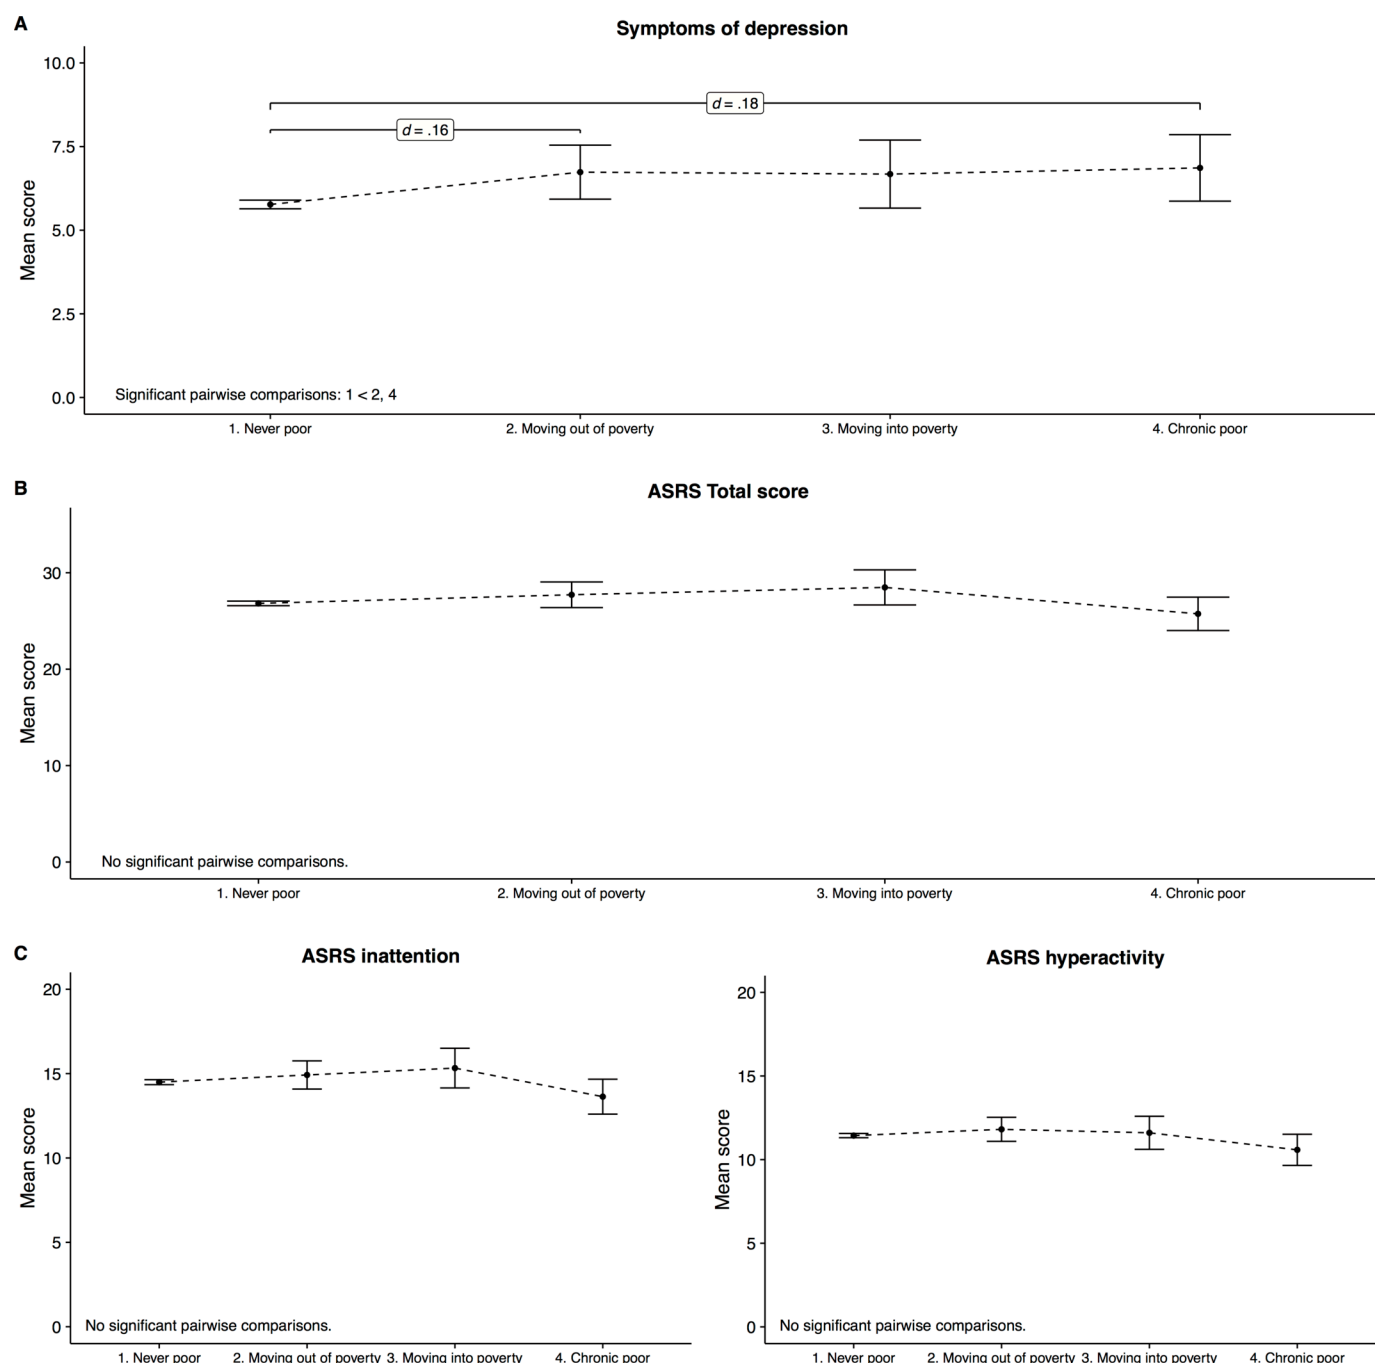 A
Symptoms of depression
10.0
7.5
5.0
2.5
0.0
Mean score
d = .18
d = .16
Significant pairwise comparisons: 1 < 2, 4
1. Never poor
2. Moving out of poverty
3. Moving into poverty
4. Chronic poor
B
ASRS Total score
30
20
10
0
Mean score
No significant pairwise comparisons.
1. Never poor
2. Moving out of poverty
3. Moving into poverty
4. Chronic poor
C
ASRS inattention
20
15
10
5
0
Mean score
No significant pairwise comparisons.
1. Never poor
2. Moving out of poverty
3. Moving into poverty
4. Chronic poor
ASRS hyperactivity
20
15
10
5
0
Mean score
No significant pairwise comparisons.
1. Never poor
2. Moving out of poverty
3. Moving into poverty
4. Chronic poor